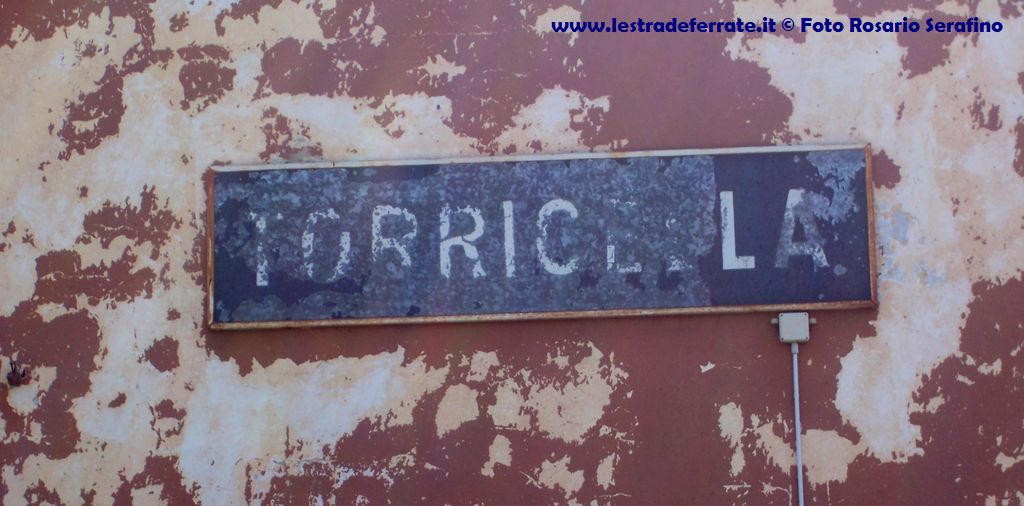 www.lestradeferrate.it © Foto Rosario Serafino
TORRICELLA